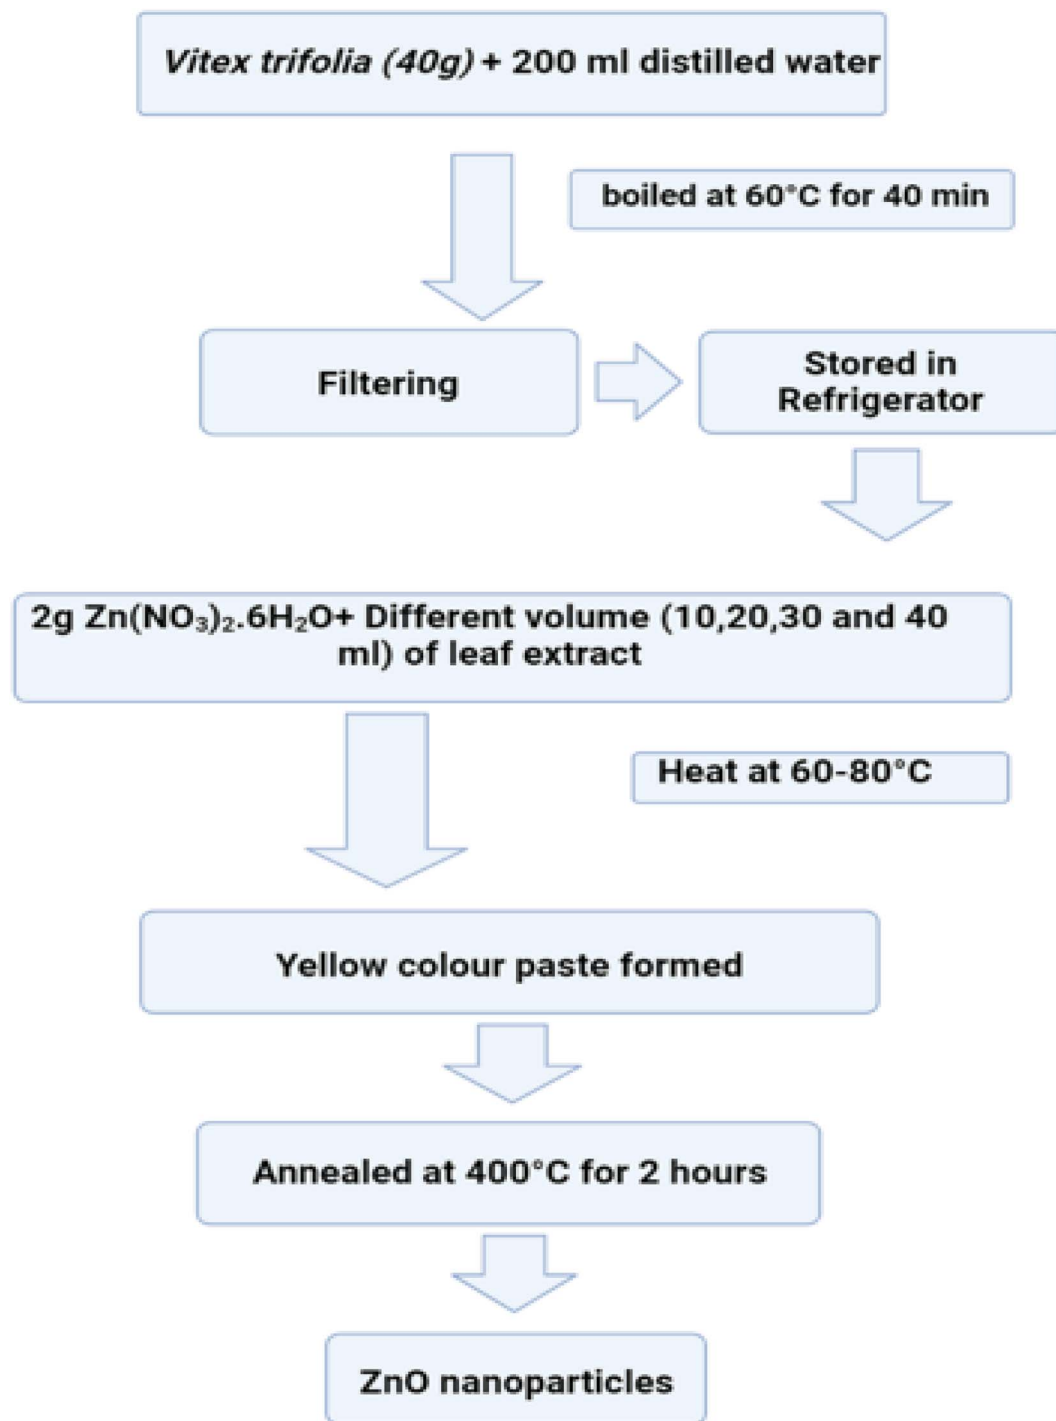 Vitex trifolia (40g) + 200 ml distilled water
boiled at 60°C for 40 min
Filtering
Stored in
Refrigerator
2g Zn(NO₃)₂.6H₂O+ Different volume (10,20,30 and 40
ml) of leaf extract
Heat at 60-80°C
Yellow colour paste formed
Annealed at 400°C for 2 hours
ZnO nanoparticles